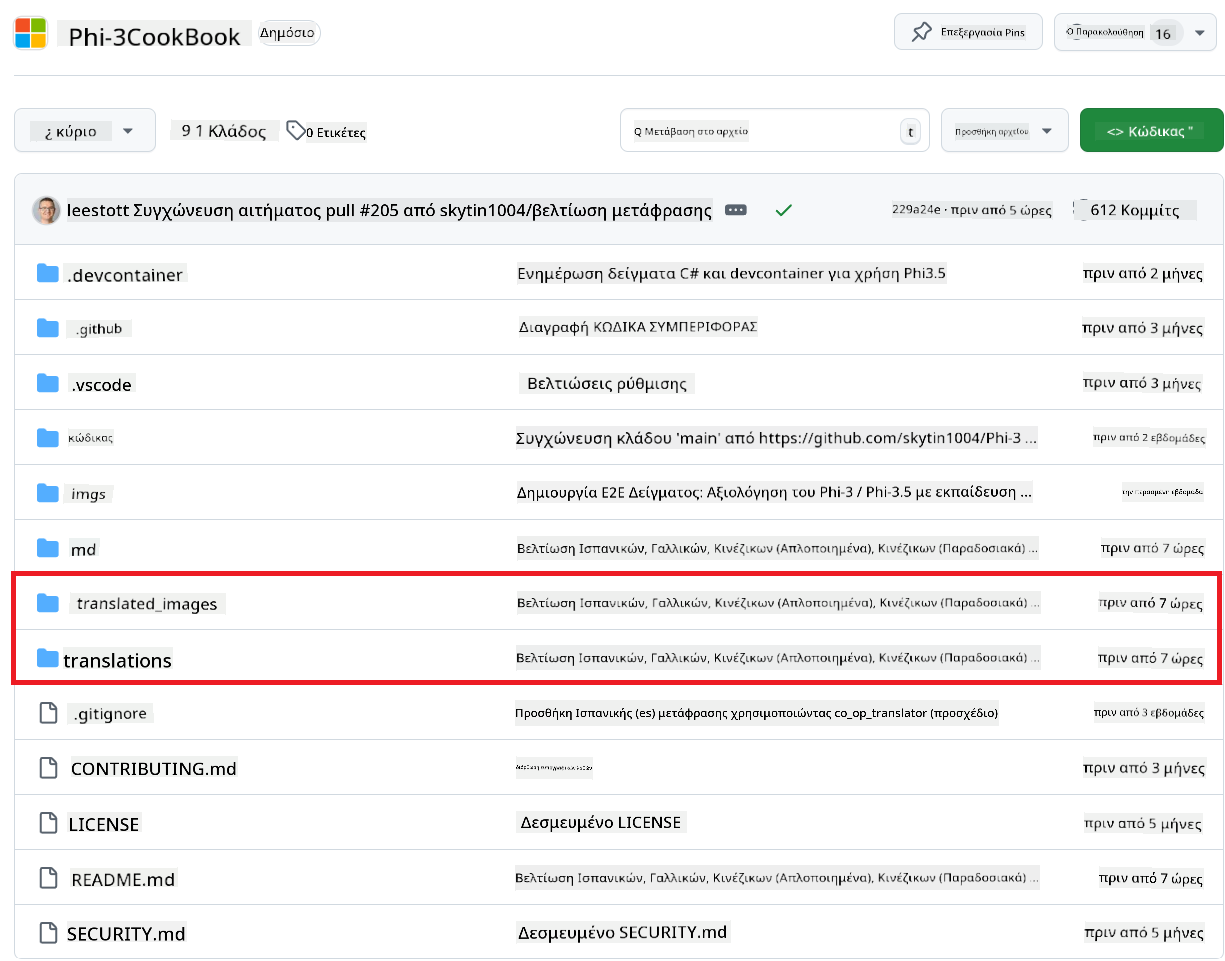 Phi-3CookBook Δημόσιο Επεξεργασία Pins Παρακολούθηση 16
¿ κύριο 9 1 Κλάδος 0 Ετικέτες Q Μετάβαση στο αρχείο t Προσθήκη αρχείου <> Κώδικας "
leestott Συγχώνευση αιτήματος pull #205 από skytin1004/βελτίωση μετάφρασης 229a24e · πριν από 5 ώρες 612 Κομμίτς
.devcontainer Ενημέρωση δείγματα C# και devcontainer για χρήση Phi3.5 πριν από 2 μήνες
.github Διαγραφή ΚΩΔΙΚΑ ΣΥΜΠΕΡΙΦΟΡΑΣ πριν από 3 μήνες
.vscode Βελτιώσεις ρύθμισης πριν από 3 μήνες
κώδικας Συγχώνευση κλάδου 'main' από https://github.com/skytin1004/Phi-3 ... πριν από 2 εβδομάδες
imgs Δημιουργία E2E Δείγματος: Αξιολόγηση του Phi-3 / Phi-3.5 με εκπαίδευση ... την περασμένη εβδομάδα
md Βελτίωση Ισπανικών, Γαλλικών, Κινέζικων (Απλοποιημένα), Κινέζικων (Παραδοσιακά) ... πριν από 7 ώρες
translated_images Βελτίωση Ισπανικών, Γαλλικών, Κινέζικων (Απλοποιημένα), Κινέζικων (Παραδοσιακά) ... πριν από 7 ώρες
translations Βελτίωση Ισπανικών, Γαλλικών, Κινέζικων (Απλοποιημένα), Κινέζικων (Παραδοσιακά) ... πριν από 7 ώρες
.gitignore Προσθήκη Ισπανικής (es) μετάφρασης χρησιμοποιώντας co_op_translator (προσχέδιο) πριν από 3 εβδομάδες
CONTRIBUTING.md πριν από 3 μήνες
LICENSE Δεσμευμένο LICENSE πριν από 5 μήνες
README.md Βελτίωση Ισπανικών, Γαλλικών, Κινέζικων (Απλοποιημένα), Κινέζικων (Παραδοσιακά) ... πριν από 7 ώρες
SECURITY.md Δεσμευμένο SECURITY.md πριν από 5 μήνες